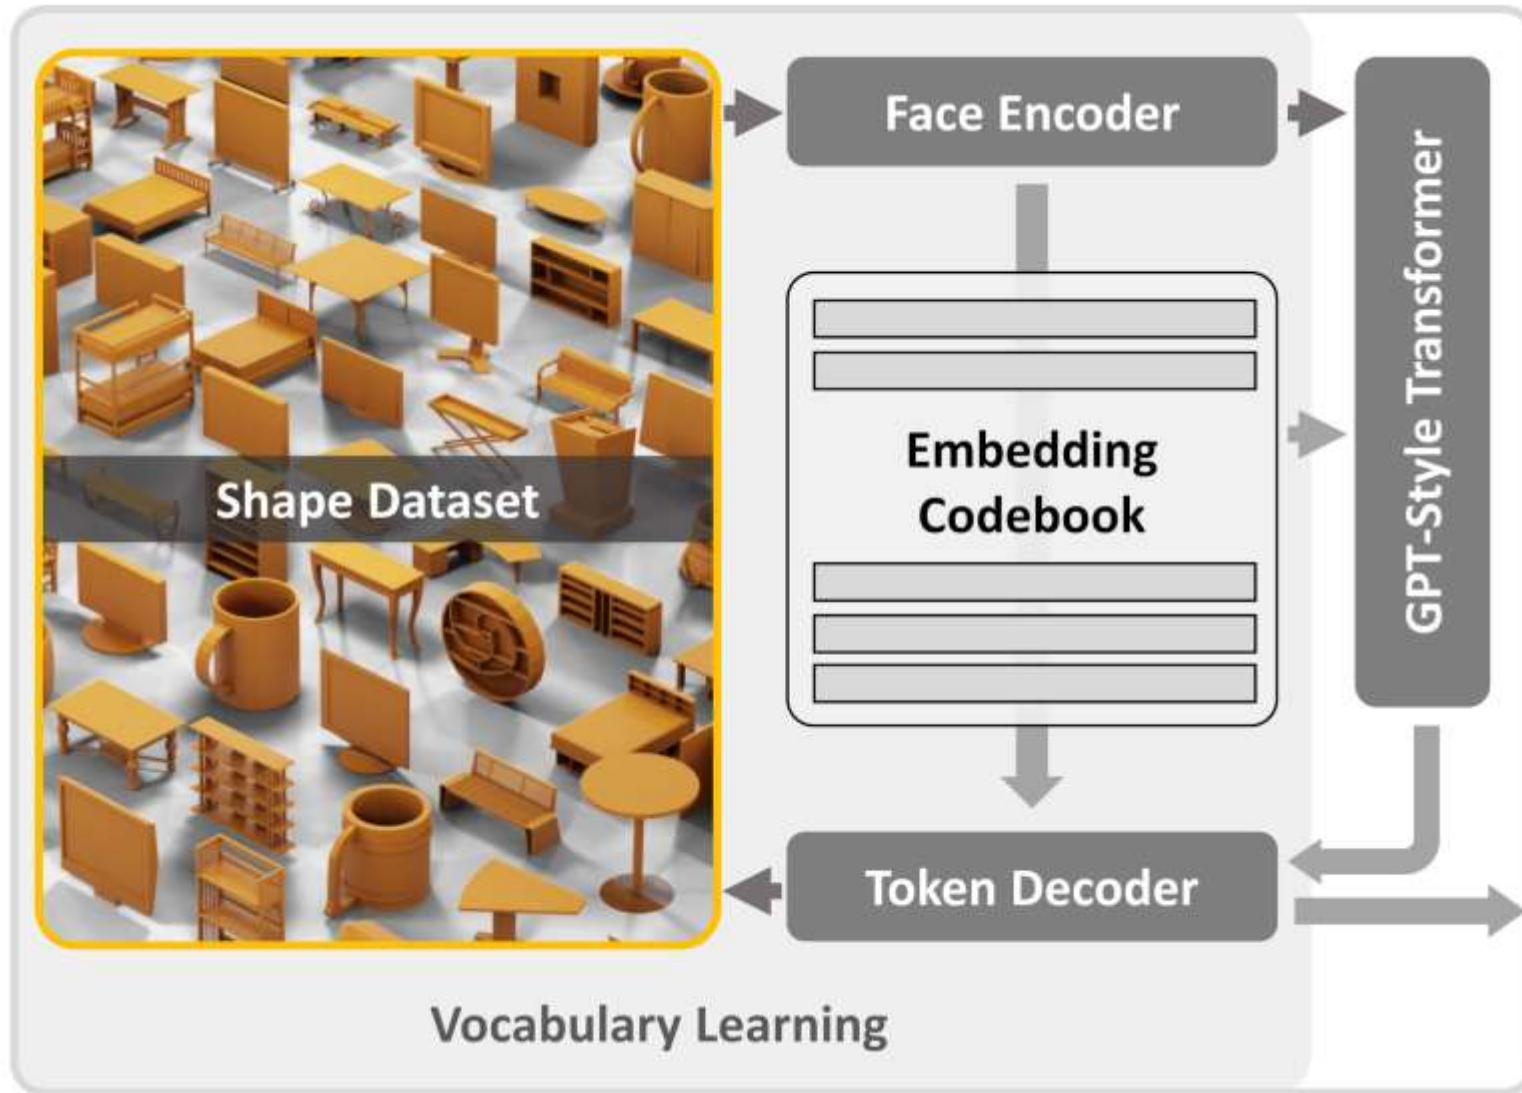 Shape Dataset
Face Encoder
Embedding
Codebook
Token Decoder
GPT-Style Transformer
Vocabulary Learning